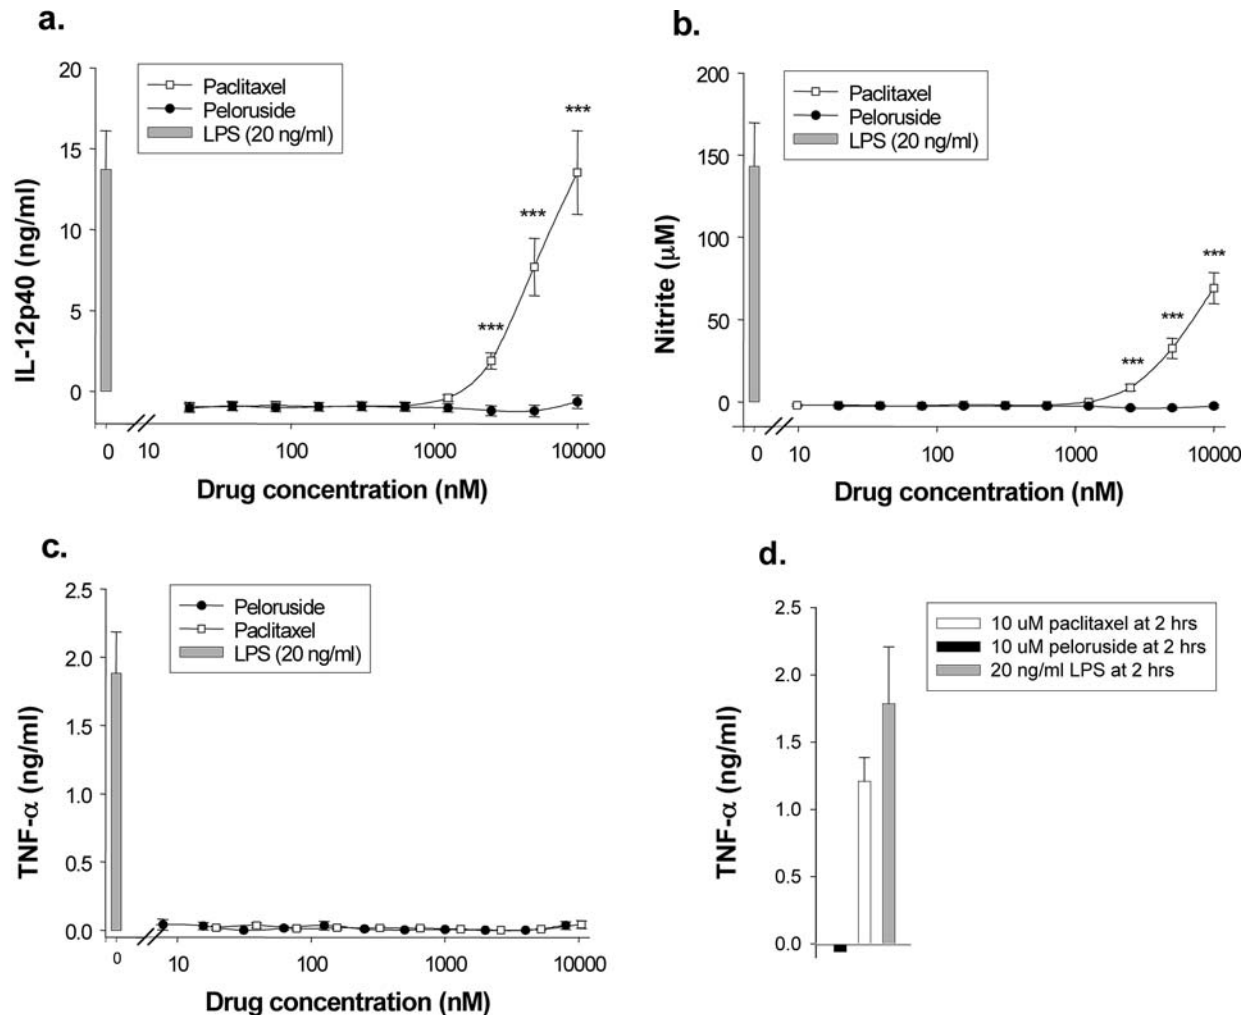 a.
20
15
10
5
0
IL-12p40 (ng/ml)
Paclitaxel
Peloruside
LPS (20 ng/ml)
***
***
***
0 10 100 1000 10000
Drug concentration (nM)
b.
200
150
100
50
0
Nitrite (μM)
Paclitaxel
Peloruside
LPS (20 ng/ml)
***
***
***
0 10 100 1000 10000
Drug concentration (nM)
c.
2.5
2.0
1.5
1.0
0.5
0.0
TNF-α (ng/ml)
Peloruside
Paclitaxel
LPS (20 ng/ml)
0 10 100 1000 10000
Drug concentration (nM)
d.
2.5
2.0
1.5
1.0
0.5
0.0
TNF-α (ng/ml)
10 uM paclitaxel at 2 hrs
10 uM peloruside at 2 hrs
20 ng/ml LPS at 2 hrs